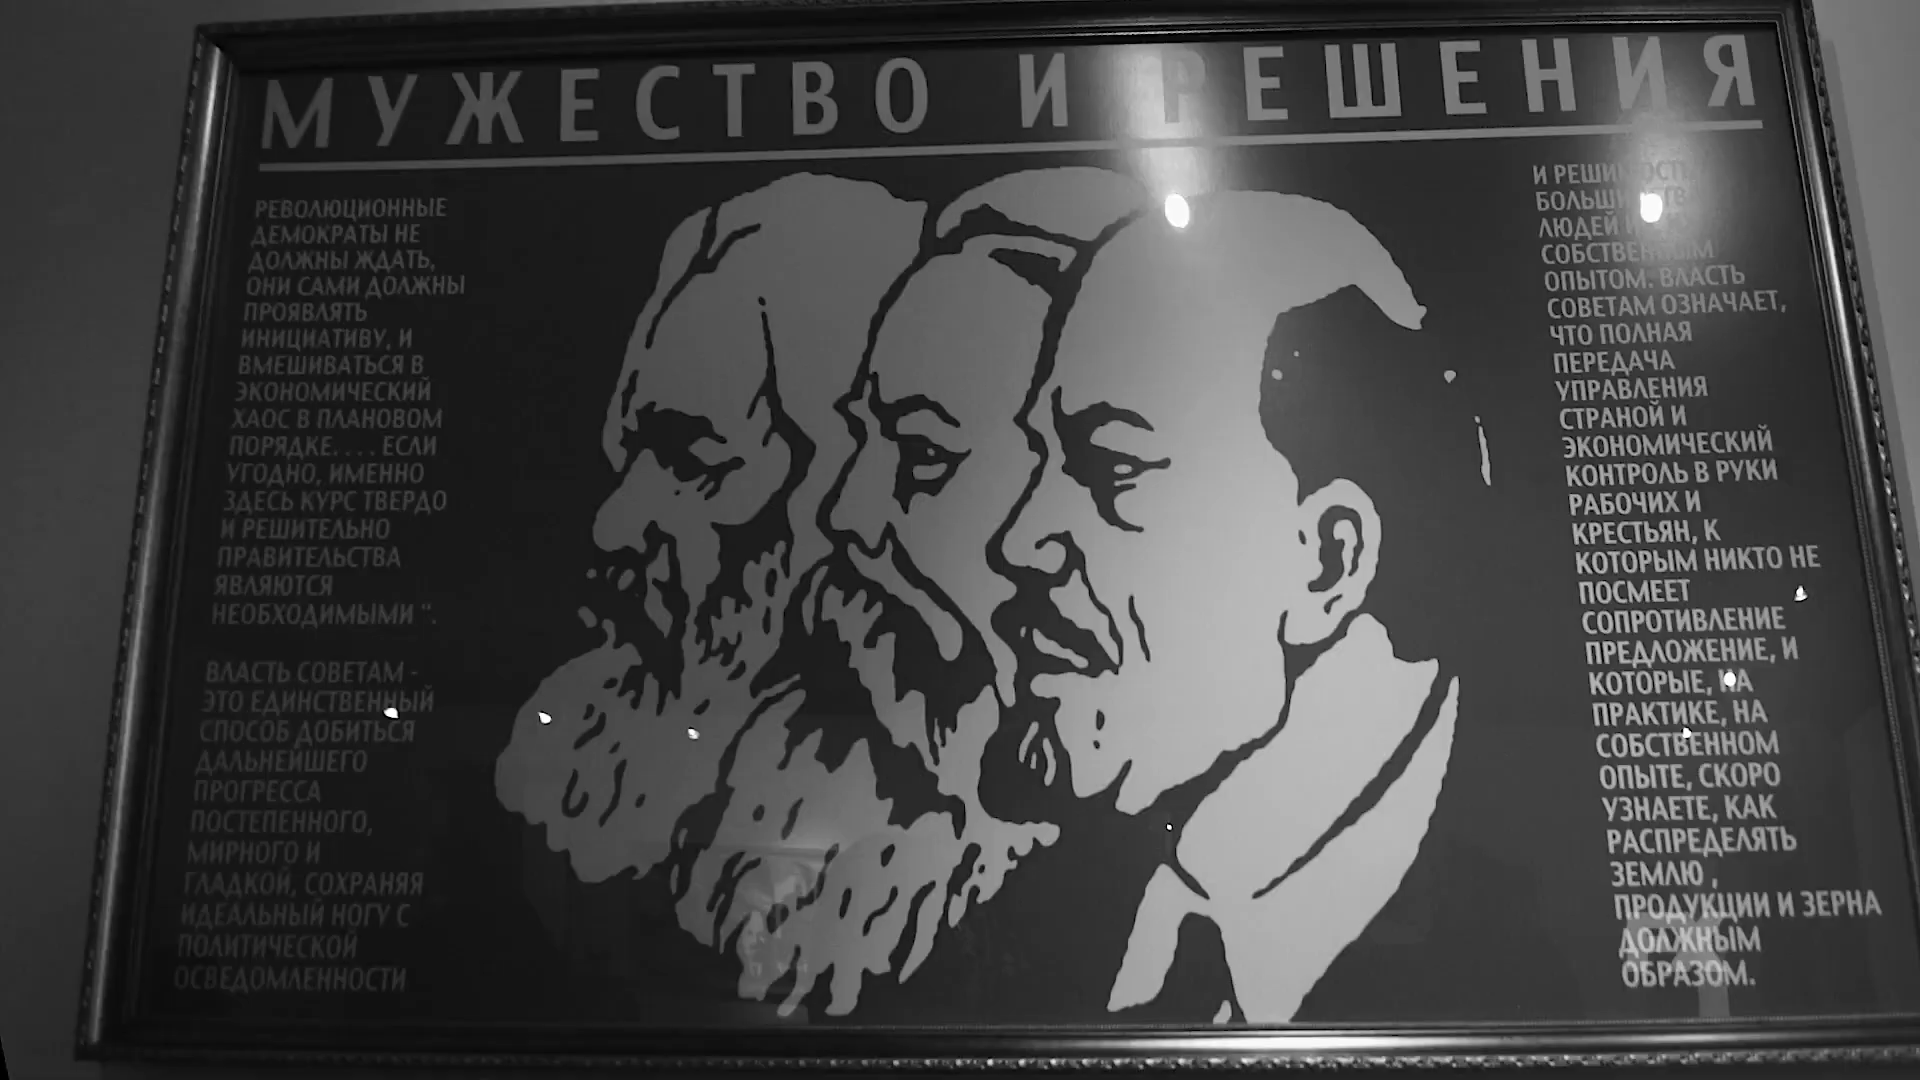 МУЖЕСТВО И РЕШЕНИЯ
РЕВОЛЮЦИОННЫЕ
ДЕМОКРАТЫ НЕ
ДОЛЖНЫ ЖДАТЬ,
ОНИ САМИ ДОЛЖНЫ
ПРОЯВЛЯТЬ
ИНИЦИАТИВУ, И
ВМЕШИВАТЬСЯ В
ЭКОНОМИЧЕСКИЙ
ХАОС В ПЛАНОВОМ
ПОРЯДКЕ. . . . ЕСЛИ
УГОДНО, ИМЕННО
ЗДЕСЬ КУРС ТВЕРДО
И РЕШИТЕЛЬНО
ПРАВИТЕЛЬСТВА
ЯВЛЯЮТСЯ
НЕОБХОДИМЫМИ ".
ВЛАСТЬ СОВЕТАМ -
ЭТО ЕДИНСТВЕННЫЙ
СПОСОБ ДОБИТЬСЯ
ДАЛЬНЕЙШЕГО
ПРОГРЕССА
ПОСТЕПЕННОГО,
МИРНОГО И
ГЛАДКОЙ, СОХРАНЯЯ
ИДЕАЛЬНЫЙ НОГУ С
ПОЛИТИЧЕСКОЙ
ОСВЕДОМЛЕННОСТИ
И РЕШИМОСТЬ
БОЛЬШИНСТВА
ЛЮДЕЙ И
СОБСТВЕННЫМ
ОПЫТОМ. ВЛАСТЬ
СОВЕТАМ ОЗНАЧАЕТ,
ЧТО ПОЛНАЯ
ПЕРЕДАЧА
УПРАВЛЕНИЯ
СТРАНОЙ И
ЭКОНОМИЧЕСКИЙ
КОНТРОЛЬ В РУКИ
РАБОЧИХ И
КРЕСТЬЯН, К
КОТОРЫМ НИКТО НЕ
ПОСМЕЕТ
СОПРОТИВЛЕНИЕ
ПРЕДЛОЖЕНИЕ, И
КОТОРЫЕ, НА
ПРАКТИКЕ, НА
СОБСТВЕННОМ
ОПЫТЕ, СКОРО
УЗНАЕТЕ, КАК
РАСПРЕДЕЛЯТЬ
ЗЕМЛЮ ,
ПРОДУКЦИИ И ЗЕРНА
ДОЛЖНЫМ
ОБРАЗОМ.